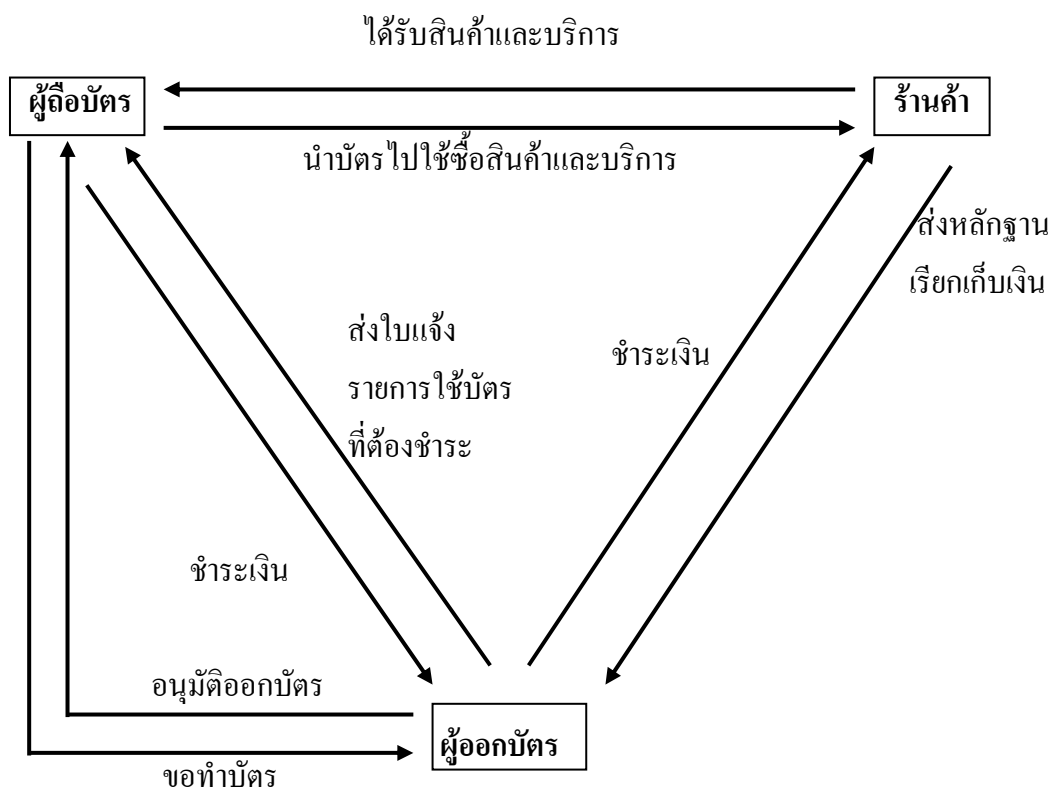 ได้รับสินค้าและบริการ
ผู้ถือบัตร
ร้านค้า
นำบัตรไปใช้ซื้อสินค้าและบริการ
ส่งหลักฐาน
เรียกเก็บเงิน
ส่งใบแจ้ง
รายการใช้บัตร
ที่ต้องชำระ
ชำระเงิน
ชำระเงิน
อนุมัติออกบัตร
ผู้ออกบัตร
ขอทำบัตร